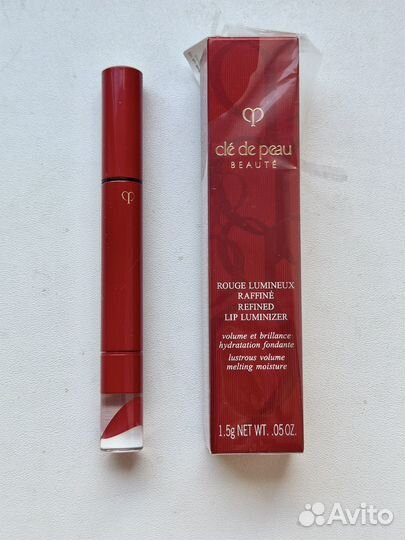 clé de peau
BEAUTÉ
ROUGE LUMINEUX
RAFFINÉ
REFINED
LIP LUMINIZER
volume et brillance
hydratation fondante
lustrous volume
melting moisture
1.5g NET WT. .05 OZ.
Avito